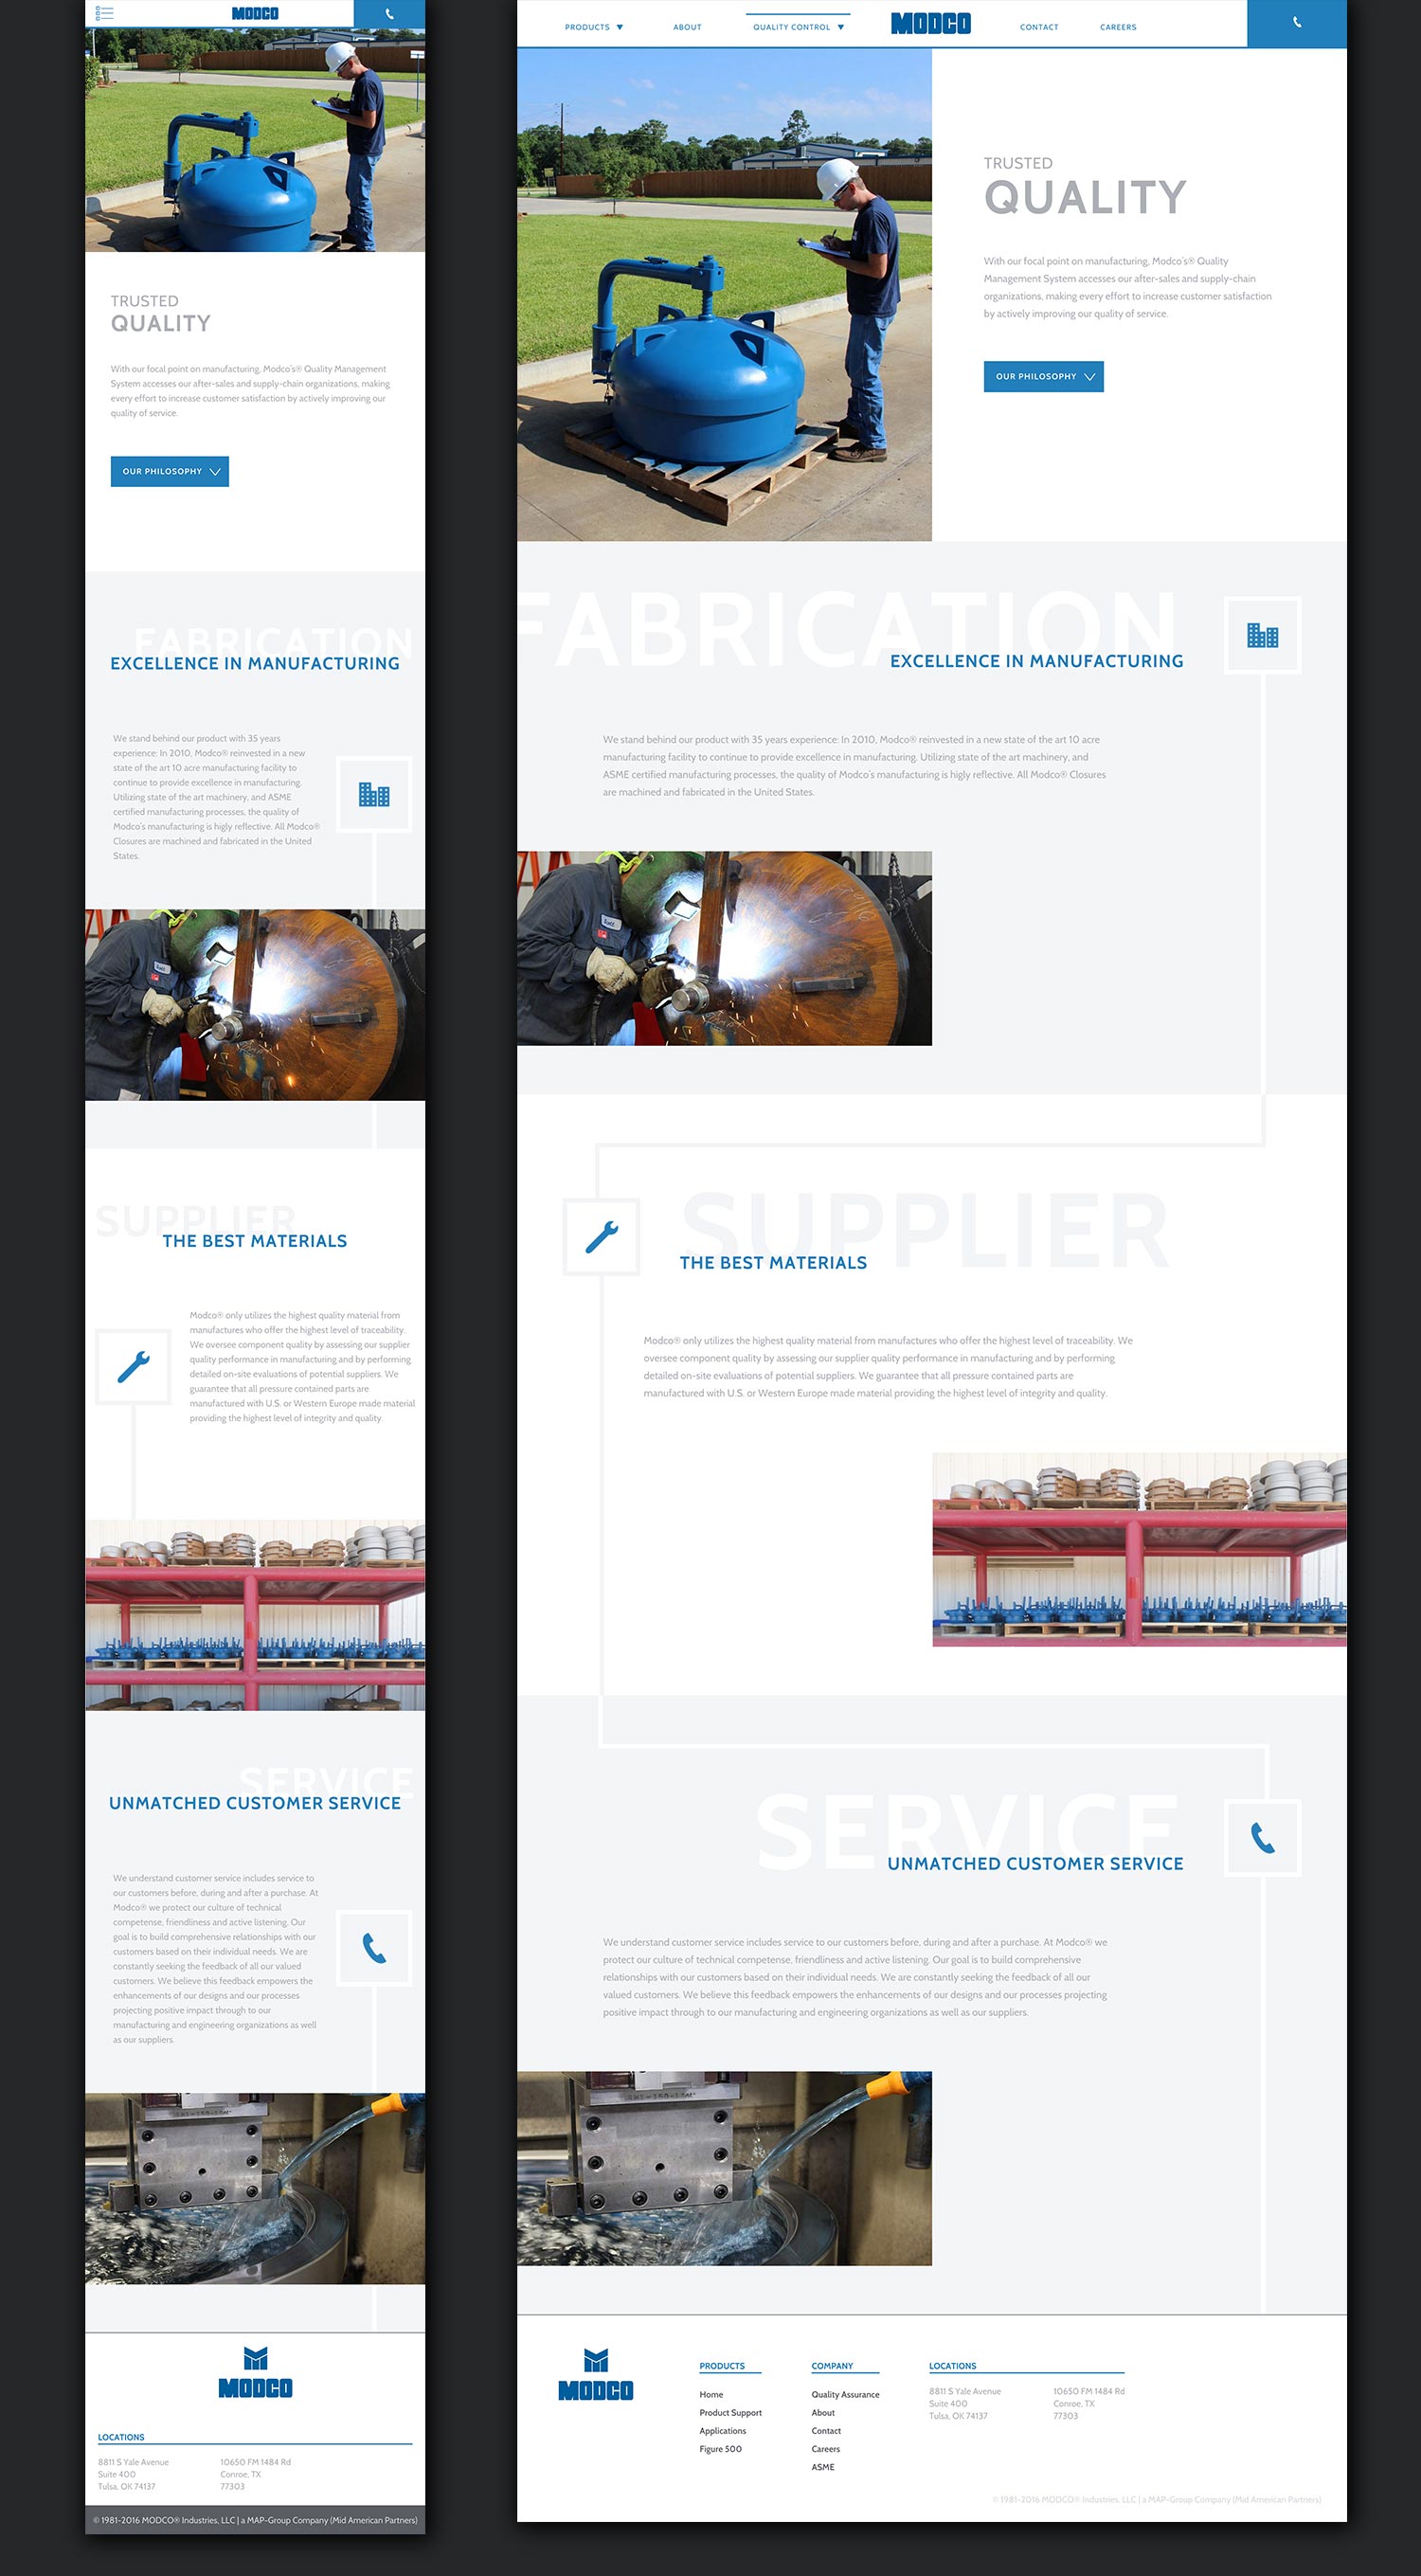 MODCO
TRUSTED
QUALITY
With our focal point on manufacturing, Modco's® Quality Management
System accesses our after-sales and supply-chain organizations, making
every effort to increase customer satisfaction by actively improving our
quality of service.
OUR PHILOSOPHY
FABRICATION
EXCELLENCE IN MANUFACTURING
We stand behind our product with 35 years
experience: In 2010, Modco® reinvested in a new
state of the art 10 acre manufacturing facility to
continue to provide excellence in manufacturing.
Utilizing state of the art machinery, and ASME
certified manufacturing processes, the quality of
Modco's manufacturing is higly reflective. All Modco®
Closures are machined and fabricated in the United
States.
SUPPLIER
THE BEST MATERIALS
Modco® only utilizes the highest quality material from
manufactures who offer the highest level of traceability.
We oversee component quality by assessing our supplier
quality performance in manufacturing and by performing
detailed on-site evaluations of potential suppliers. We
guarantee that all pressure contained parts are
manufactured with U.S. or Western Europe made material
providing the highest level of integrity and quality.
SERVICE
UNMATCHED CUSTOMER SERVICE
We understand customer service includes service to
our customers before, during and after a purchase. At
Modco® we protect our culture of technical
competense, friendliness and active listening. Our
goal is to build comprehensive relationships with our
customers based on their individual needs. We are
constantly seeking the feedback of all our valued
customers. We believe this feedback empowers the
enhancements of our designs and our processes
projecting positive impact through to our
manufacturing and engineering organizations as well
as our suppliers.
MODCO
LOCATIONS
8811 S Yale Avenue 10650 FM 1484 Rd
Suite 400 Conroe, TX
Tulsa, OK 74137 77303
© 1981-2016 MODCO® Industries, LLC | a MAP-Group Company (Mid American Partners)
PRODUCTS ABOUT QUALITY CONTROL MODCO CONTACT CAREERS
TRUSTED
QUALITY
With our focal point on manufacturing, Modco's® Quality
Management System accesses our after-sales and supply-chain
organizations, making every effort to increase customer satisfaction
by actively improving our quality of service.
OUR PHILOSOPHY
FABRICATION
EXCELLENCE IN MANUFACTURING
We stand behind our product with 35 years experience: In 2010, Modco® reinvested in a new state of the art 10 acre
manufacturing facility to continue to provide excellence in manufacturing. Utilizing state of the art machinery, and
ASME certified manufacturing processes, the quality of Modco's manufacturing is higly reflective. All Modco® Closures
are machined and fabricated in the United States.
SUPPLIER
THE BEST MATERIALS
Modco® only utilizes the highest quality material from manufactures who offer the highest level of traceability. We
oversee component quality by assessing our supplier quality performance in manufacturing and by performing
detailed on-site evaluations of potential suppliers. We guarantee that all pressure contained parts are
manufactured with U.S. or Western Europe made material providing the highest level of integrity and quality.
SERVICE
UNMATCHED CUSTOMER SERVICE
We understand customer service includes service to our customers before, during and after a purchase. At Modco® we
protect our culture of technical competense, friendliness and active listening. Our goal is to build comprehensive
relationships with our customers based on their individual needs. We are constantly seeking the feedback of all our
valued customers. We believe this feedback empowers the enhancements of our designs and our processes projecting
positive impact through to our manufacturing and engineering organizations as well as our suppliers.
MODCO
PRODUCTS
Home
Product Support
Applications
Figure 500
COMPANY
Quality Assurance
About
Contact
Careers
ASME
LOCATIONS
8811 S Yale Avenue 10650 FM 1484 Rd
Suite 400 Conroe, TX
Tulsa, OK 74137 77303
© 1981-2016 MODCO® Industries, LLC | a MAP-Group Company (Mid American Partners)